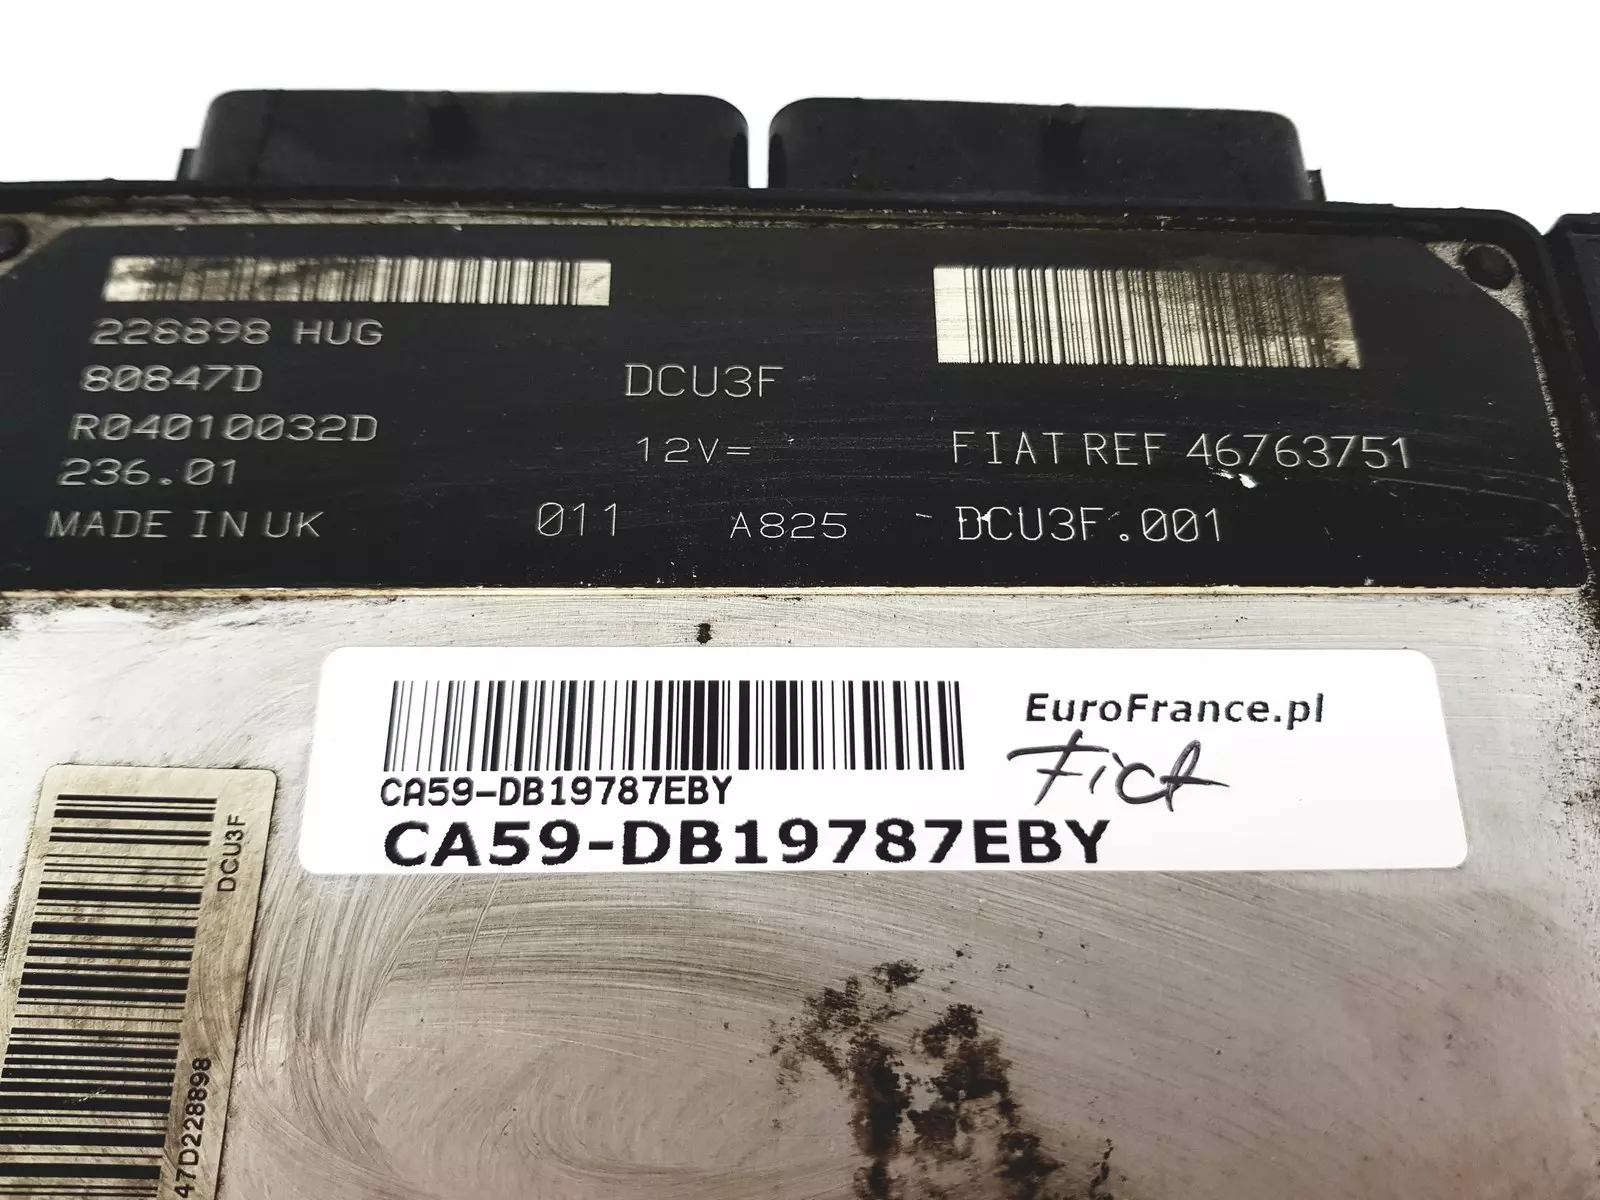 228898 HUG
80847D
DCU3F
R04010032D
12V=
FIAT REF 46763751
236.01
MADE IN UK
011
A825
DCU3F.001
EuroFrance.pl
Fiat
CA59-DB19787EBY
CA59-DB19787EBY
DCU3F
47D228898